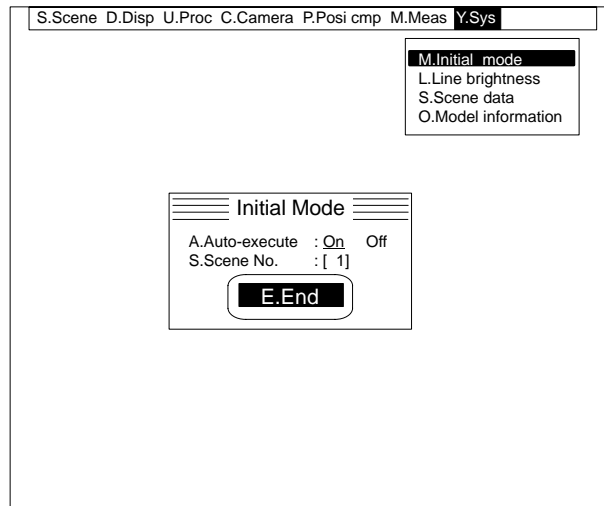 S.Scene D.Disp U.Proc C.Camera P.Posi cmp M.Meas Y.Sys
M.Initial mode
L.Line brightness
S.Scene data
O.Model information
Initial Mode
A.Auto-execute : On Off
S.Scene No. : [ 1]
E.End